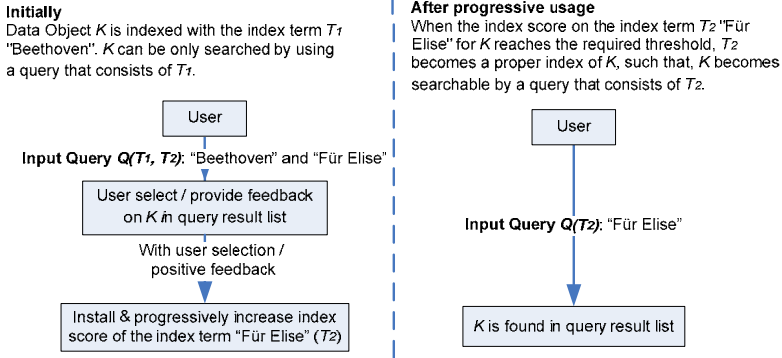 Initially
Data Object K is indexed with the index term T1
"Beethoven". K can be only searched by using
a query that consists of T1.
User
Input Query Q(T1, T2): “Beethoven” and “Für Elise”
User select / provide feedback
on K in query result list
With user selection /
positive feedback
Install & progressively increase index
score of the index term “Für Elise” (T2)
After progressive usage
When the index score on the index term T2 "Für
Elise" for K reaches the required threshold, T2
becomes a proper index of K, such that, K becomes
searchable by a query that consists of T2.
User
Input Query Q(T2): “Für Elise”
K is found in query result list